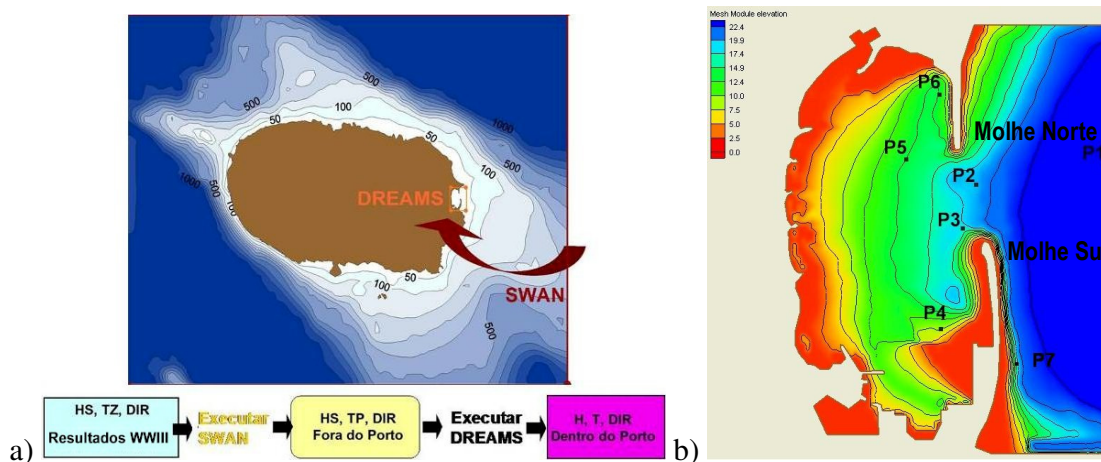 500
1000
500
100
50
50
1000
500
500
DREAMS
50
100
100
50
SWAN
500
a)
HS, TZ, DIR
Resultados WWIII
Executar
SWAN
HS, TP, DIR
Fora do Porto
Executar
DREAMS
H, T, DIR
Dentro do Porto
b)
Mesh Module elevation
22.4
19.9
17.4
14.9
12.4
10.0
7.5
5.0
2.5
0.0
P6
Molhe Norte
P5
P1
P2
P3
Molhe Su
P4
P7